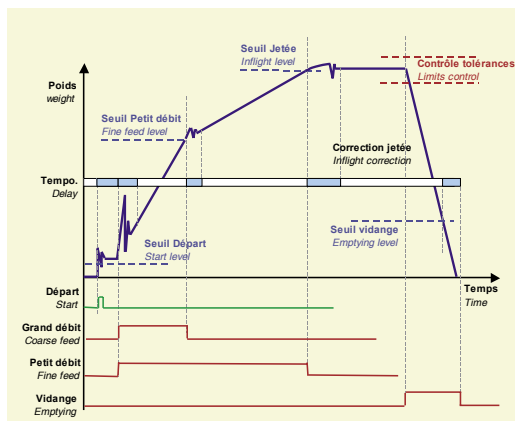 Seuil Jetée
Inflight level
Contrôle tolérances
Limits control
Poids
weight
Seuil Petit débit
Fine feed level
Correction jetée
Inflight correction
Tempo.
Delay
Seuil Départ
Start level
Seuil vidange
Emptying level
Temps
Time
Départ
Start
Grand débit
Coarse feed
Petit débit
Fine feed
Vidange
Emptying